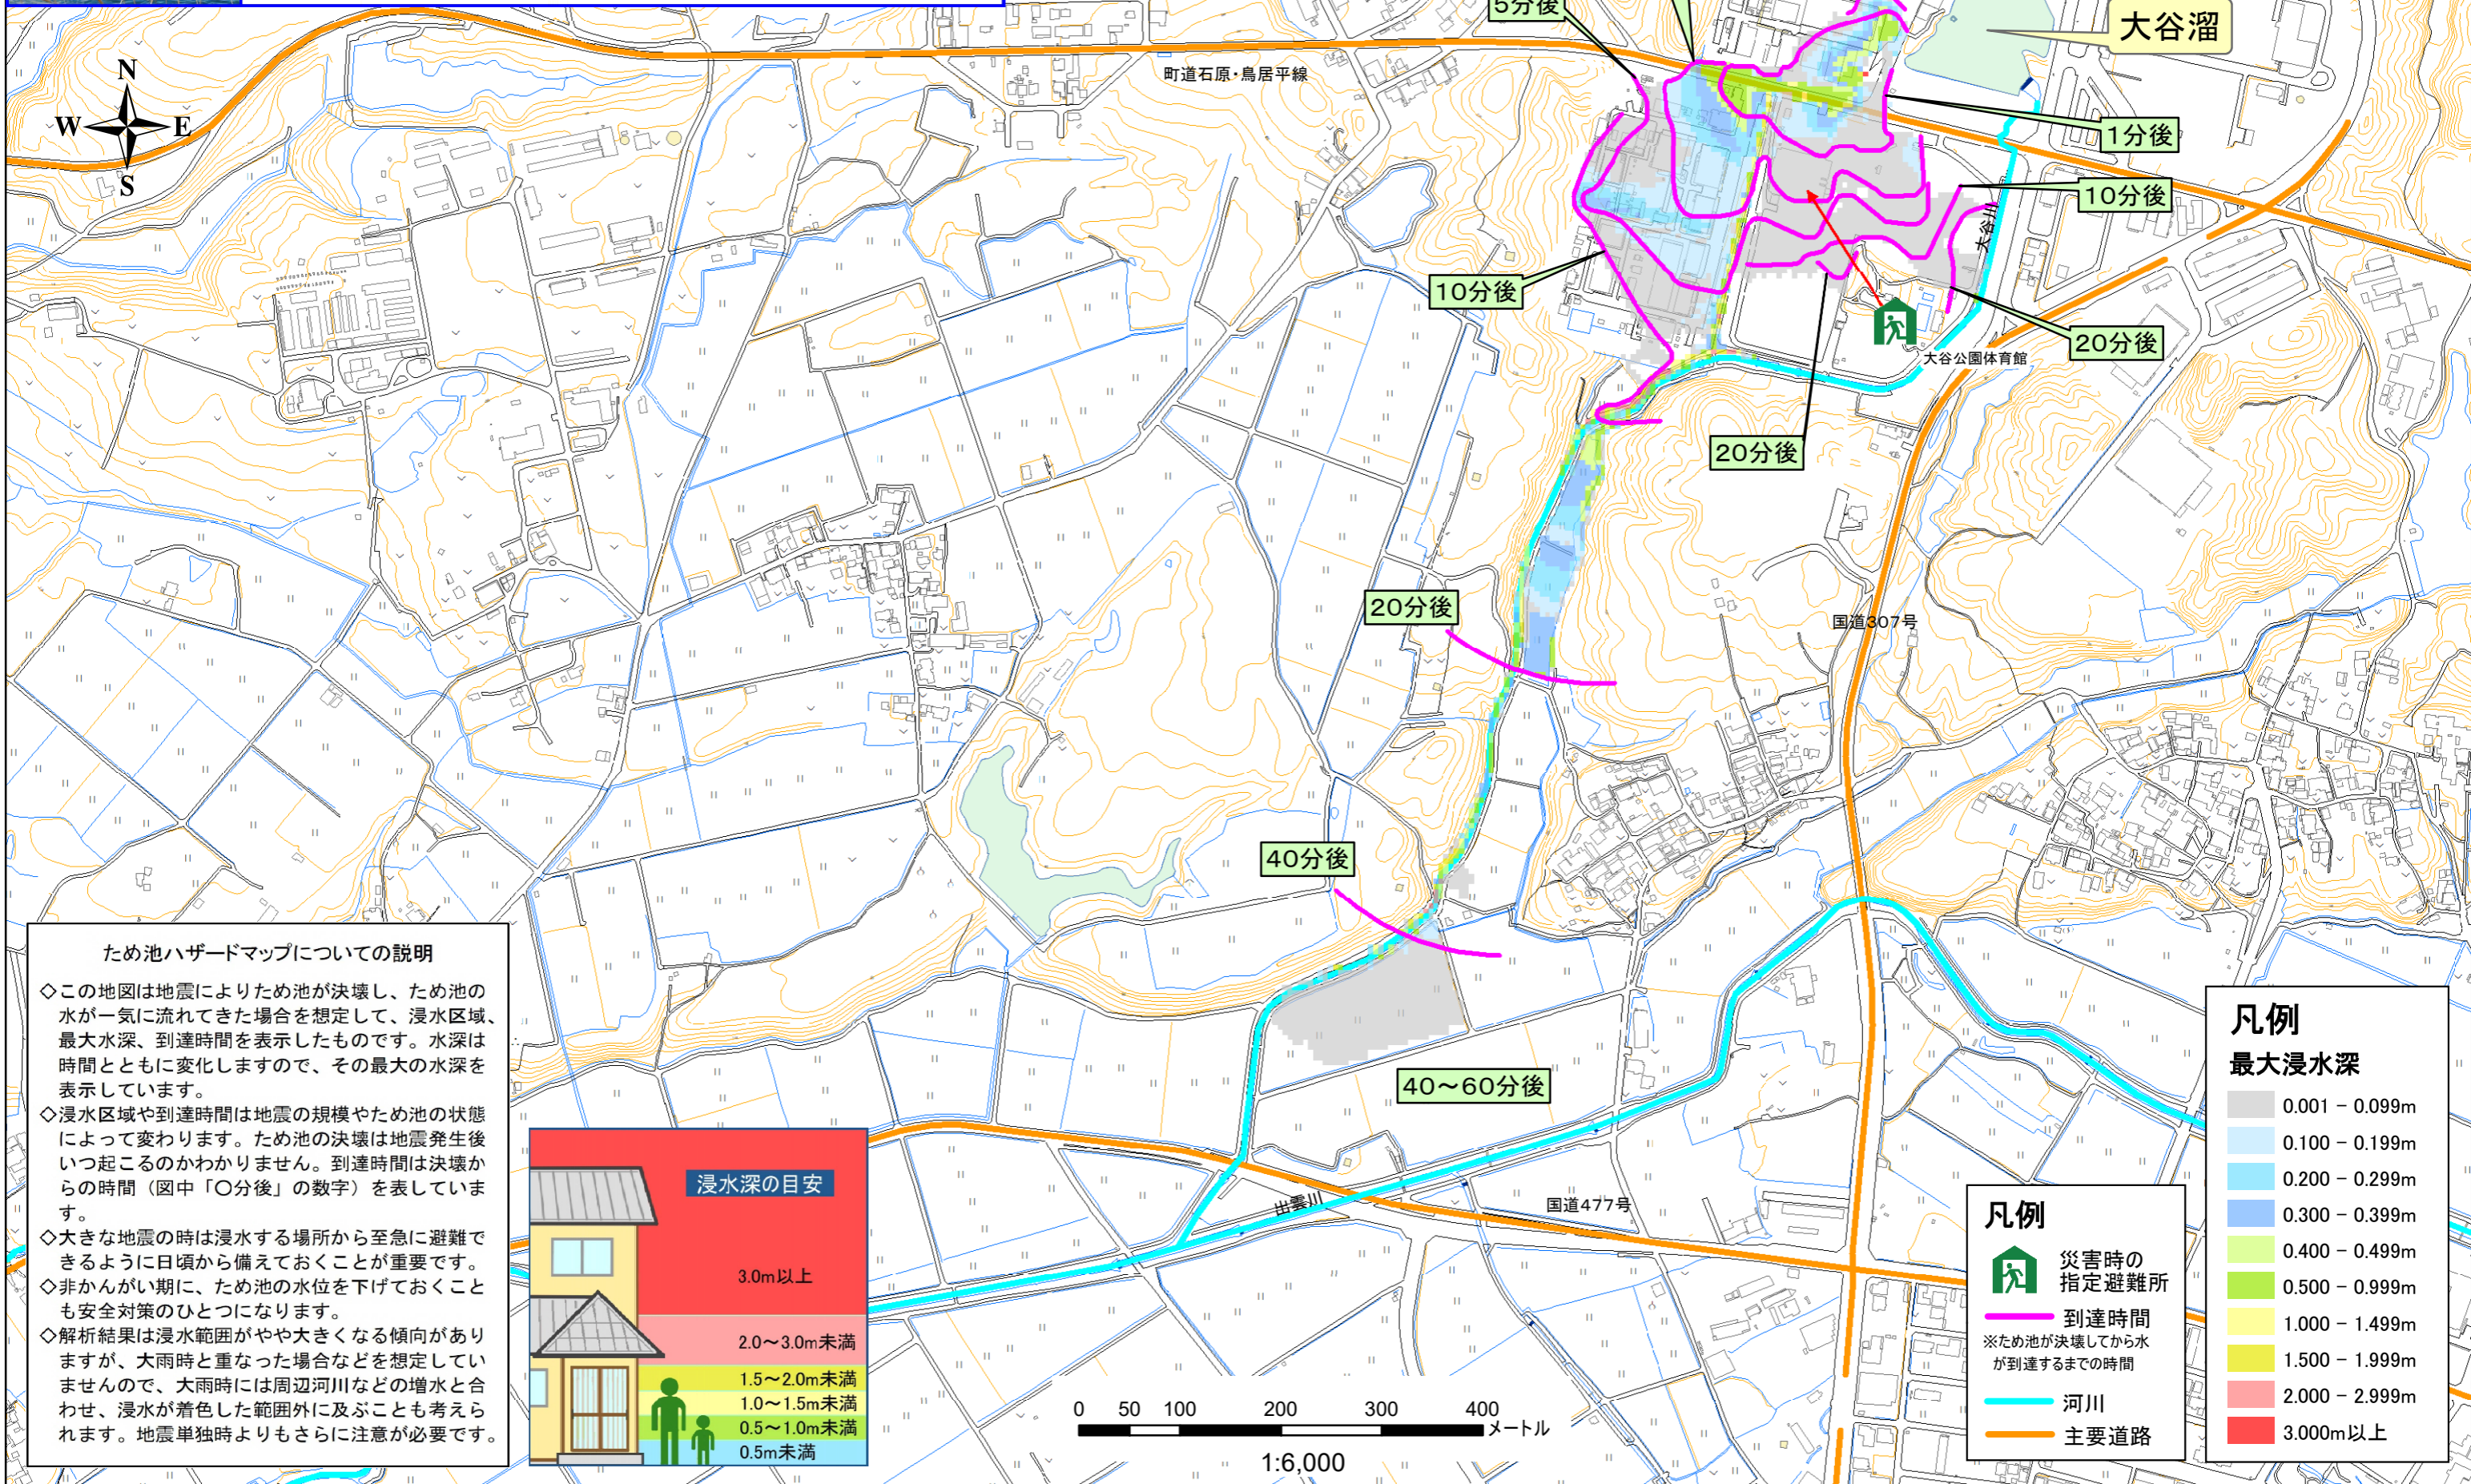 5分後
大谷溜
N
W
E
S
町道石原・鳥居平線
1分後
10分後
大谷川
10分後
20分後
大谷公園体育館
20分後
20分後
国道307号
40分後
40～60分後
出雲川
国道477号
ため池ハザードマップについての説明
◇この地図は地震によりため池が決壊し、ため池の
水が一気に流れてきた場合を想定して、浸水区域、
最大水深、到達時間を表示したものです。水深は
時間とともに変化しますので、その最大の水深を
表示しています。
◇浸水区域や到達時間は地震の規模やため池の状態
によって変わります。ため池の決壊は地震発生後
いつ起こるのかわかりません。到達時間は決壊か
らの時間（図中「〇分後」の数字）を表していま
す。
◇大きな地震の時は浸水する場所から至急に避難で
きるように日頃から備えておくことが重要です。
◇非かんがい期に、ため池の水位を下げておくこと
も安全対策のひとつになります。
◇解析結果は浸水範囲がやや大きくなる傾向があり
ますが、大雨時と重なった場合などを想定してい
ませんので、大雨時には周辺河川などの増水と合
わせ、浸水が着色した範囲外に及ぶことも考えら
れます。地震単独時よりもさらに注意が必要です。
浸水深の目安
3.0m以上
2.0～3.0m未満
1.5～2.0m未満
1.0～1.5m未満
0.5～1.0m未満
0.5m未満
0 50 100 200 300 400
メートル
1:6,000
凡例
災害時の
指定避難所
到達時間
※ため池が決壊してから水
が到達するまでの時間
河川
主要道路
凡例
最大浸水深
0.001 - 0.099m
0.100 - 0.199m
0.200 - 0.299m
0.300 - 0.399m
0.400 - 0.499m
0.500 - 0.999m
1.000 - 1.499m
1.500 - 1.999m
2.000 - 2.999m
3.000m以上